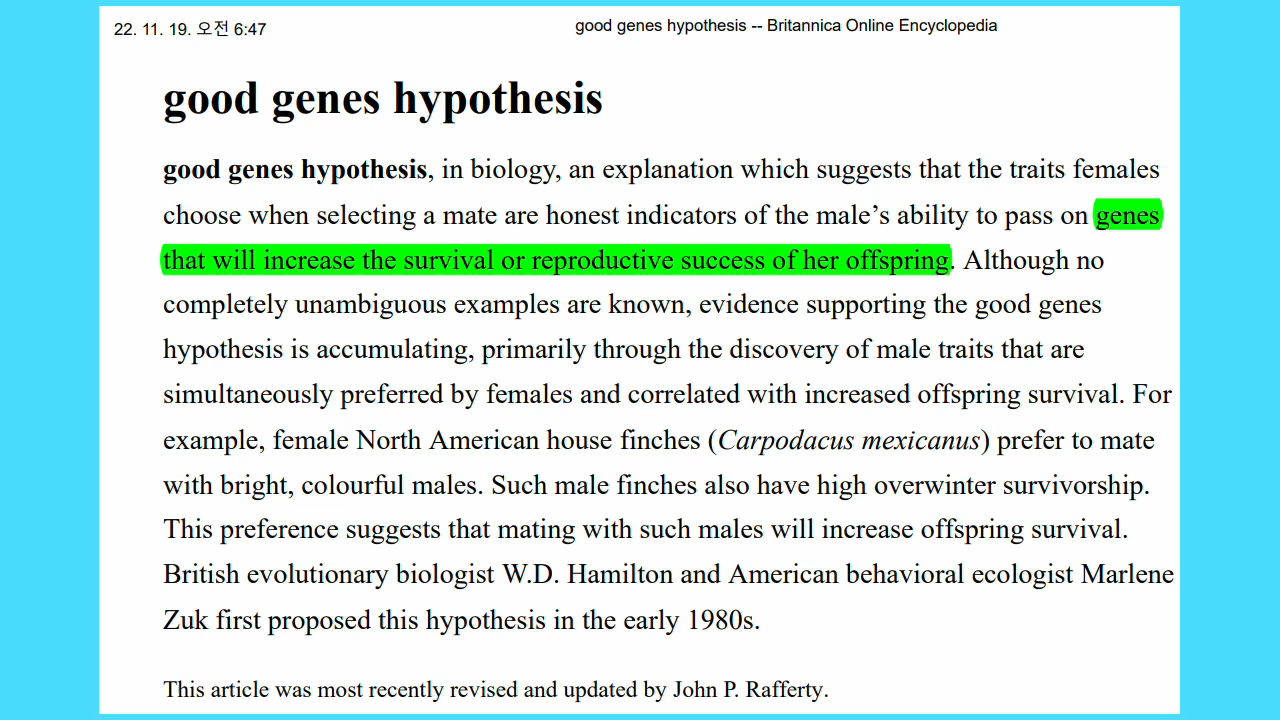 22. 11. 19. 오전 6:47
good genes hypothesis -- Britannica Online Encyclopedia
good genes hypothesis
good genes hypothesis, in biology, an explanation which suggests that the traits females
choose when selecting a mate are honest indicators of the male’s ability to pass on genes
that will increase the survival or reproductive success of her offspring. Although no
completely unambiguous examples are known, evidence supporting the good genes
hypothesis is accumulating, primarily through the discovery of male traits that are
simultaneously preferred by females and correlated with increased offspring survival. For
example, female North American house finches (Carpodacus mexicanus) prefer to mate
with bright, colourful males. Such male finches also have high overwinter survivorship.
This preference suggests that mating with such males will increase offspring survival.
British evolutionary biologist W.D. Hamilton and American behavioral ecologist Marlene
Zuk first proposed this hypothesis in the early 1980s.
This article was most recently revised and updated by John P. Rafferty.